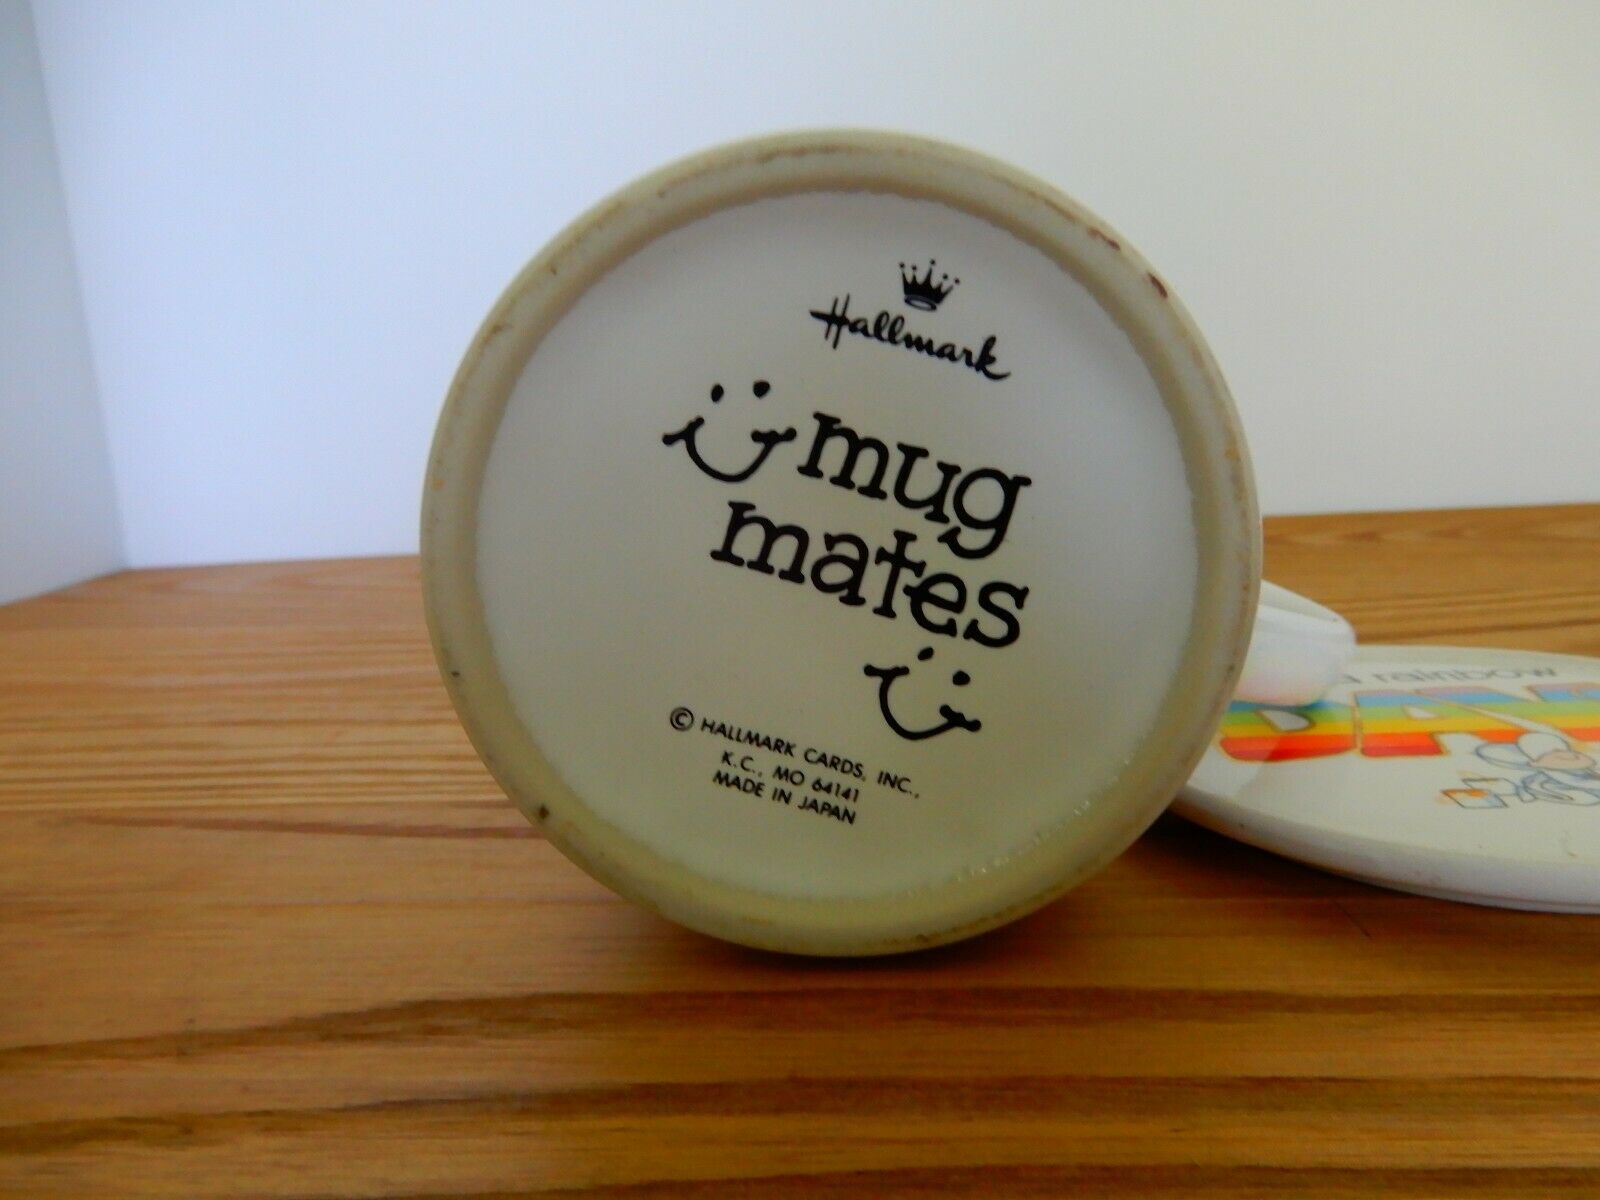 Hallmark
mug
mates
© HALLMARK CARDS, INC.,
K.C., MO 64141
MADE IN JAPAN
a rainbow